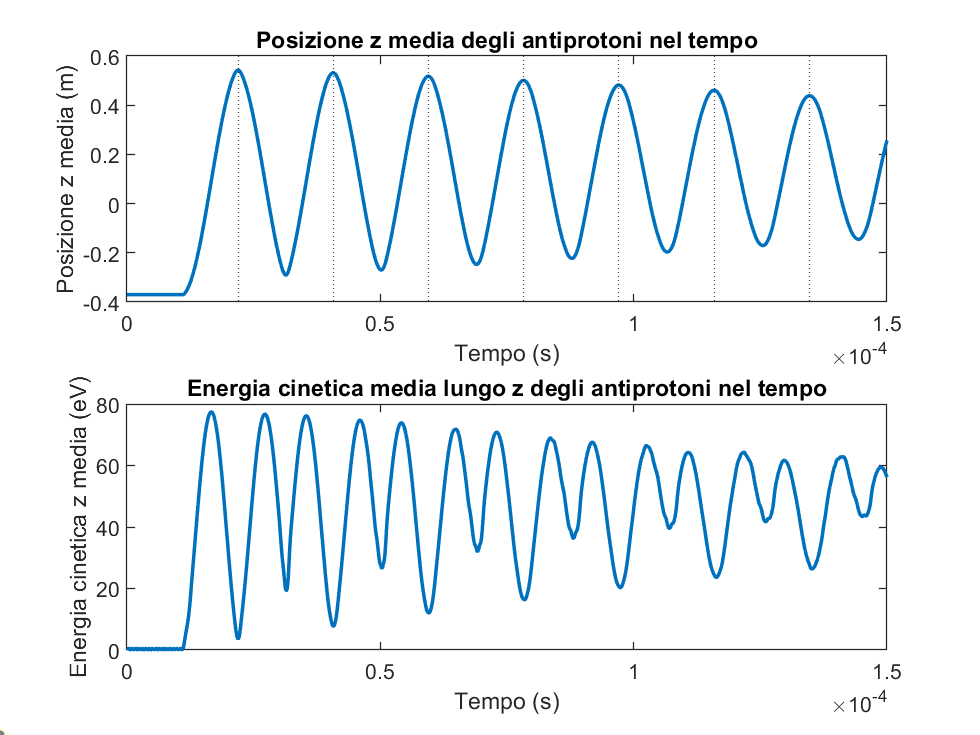 Posizione z media degli antiprotoni nel tempo
Posizione z media (m)
0.6
0.4
0.2
0
-0.2
-0.4
0 0.5 1 1.5
Tempo (s)
×10-4
Energia cinetica media lungo z degli antiprotoni nel tempo
Energia cinetica z media (eV)
80
60
40
20
0
0 0.5 1 1.5
Tempo (s)
×10-4